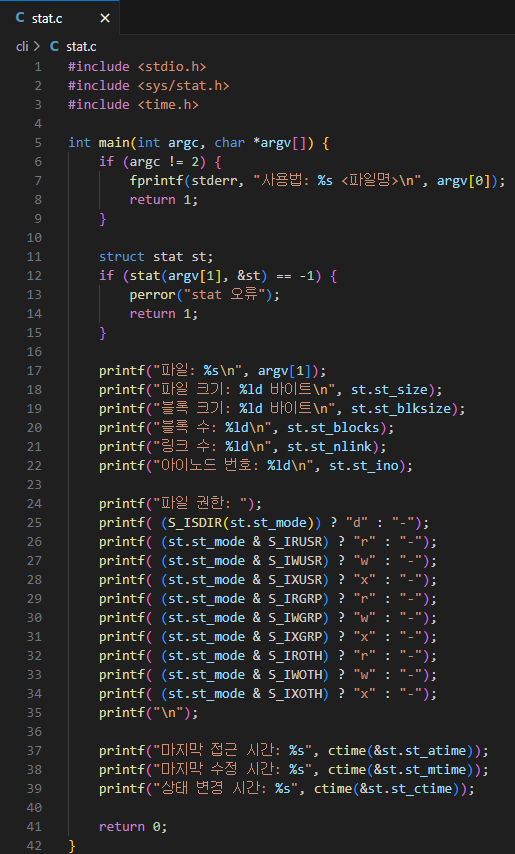 stat.c
cli > stat.c
1 #include <stdio.h>
2 #include <sys/stat.h>
3 #include <time.h>
4
5 int main(int argc, char *argv[]) {
6     if (argc != 2) {
7         fprintf(stderr, "사용법: %s <파일명>\n", argv[0]);
8         return 1;
9     }
10
11     struct stat st;
12     if (stat(argv[1], &st) == -1) {
13         perror("stat 오류");
14         return 1;
15     }
16
17     printf("파일: %s\n", argv[1]);
18     printf("파일 크기: %ld 바이트\n", st.st_size);
19     printf("블록 크기: %ld 바이트\n", st.st_blksize);
20     printf("블록 수: %ld\n", st.st_blocks);
21     printf("링크 수: %ld\n", st.st_nlink);
22     printf("아이노드 번호: %ld\n", st.st_ino);
23
24     printf("파일 권한: ");
25     printf( (S_ISDIR(st.st_mode)) ? "d" : "-");
26     printf( (st.st_mode & S_IRUSR) ? "r" : "-");
27     printf( (st.st_mode & S_IWUSR) ? "w" : "-");
28     printf( (st.st_mode & S_IXUSR) ? "x" : "-");
29     printf( (st.st_mode & S_IRGRP) ? "r" : "-");
30     printf( (st.st_mode & S_IWGRP) ? "w" : "-");
31     printf( (st.st_mode & S_IXGRP) ? "x" : "-");
32     printf( (st.st_mode & S_IROTH) ? "r" : "-");
33     printf( (st.st_mode & S_IWOTH) ? "w" : "-");
34     printf( (st.st_mode & S_IXOTH) ? "x" : "-");
35     printf("\n");
36
37     printf("마지막 접근 시간: %s", ctime(&st.st_atime));
38     printf("마지막 수정 시간: %s", ctime(&st.st_mtime));
39     printf("상태 변경 시간: %s", ctime(&st.st_ctime));
40
41     return 0;
42 }